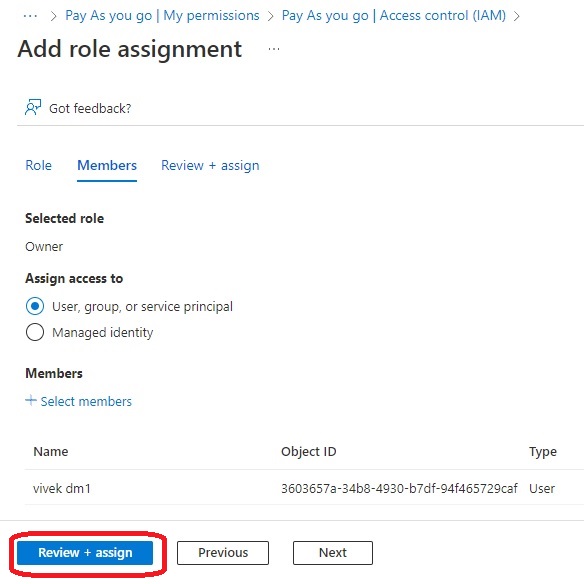 ··· > Pay As you go | My permissions > Pay As you go | Access control (IAM) >
Add role assignment ···
Got feedback?
Role Members Review + assign
Selected role
Owner
Assign access to
User, group, or service principal
Managed identity
Members
+ Select members
Name Object ID Type
vivek dm1 3603657a-34b8-4930-b7df-94f465729caf User
Review + assign Previous Next